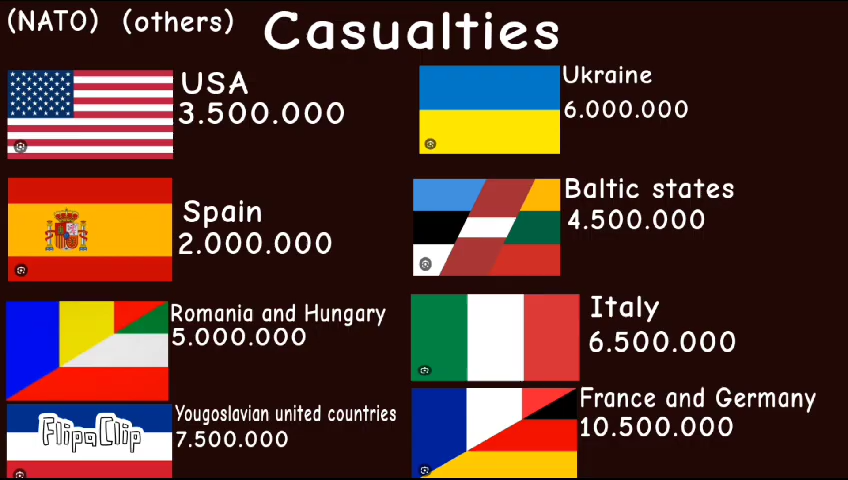 (NATO) (others) Casualties
USA
3.500.000
Ukraine
6.000.000
Spain
2.000.000
Baltic states
4.500.000
Romania and Hungary
5.000.000
Italy
6.500.000
Yougoslavian united countries
7.500.000
FlipaClip
France and Germany
10.500.000